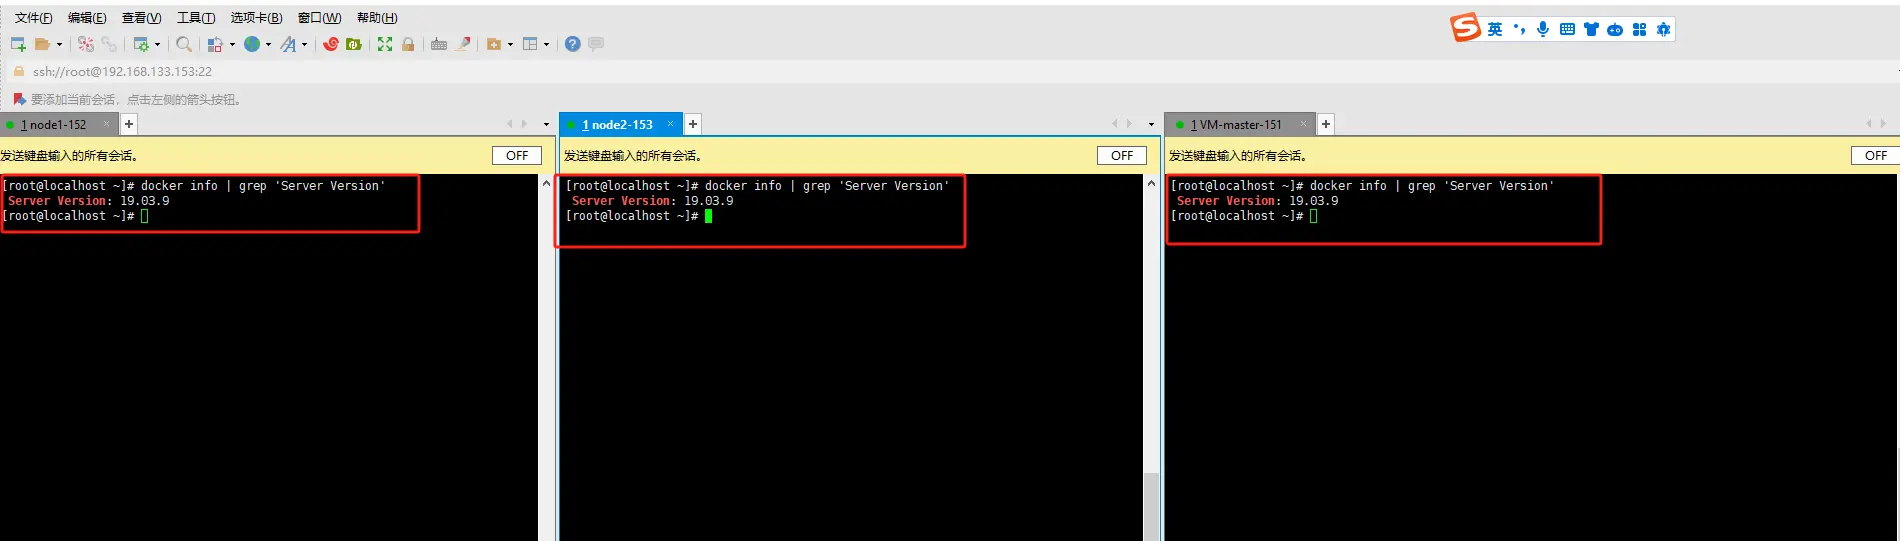 文件(F) 编辑(E) 查看(V) 工具(T) 选项卡(B) 窗口(W) 帮助(H)
英
ssh://root@192.168.133.153:22
要添加当前会话，点击左侧的箭头按钮。
1 node1-152
1 node2-153
1 VM-master-151
发送键盘输入的所有会话。 OFF
发送键盘输入的所有会话。 OFF
发送键盘输入的所有会话。 OFF
[root@localhost ~]# docker info | grep 'Server Version'
Server Version: 19.03.9
[root@localhost ~]#
[root@localhost ~]# docker info | grep 'Server Version'
Server Version: 19.03.9
[root@localhost ~]#
[root@localhost ~]# docker info | grep 'Server Version'
Server Version: 19.03.9
[root@localhost ~]#